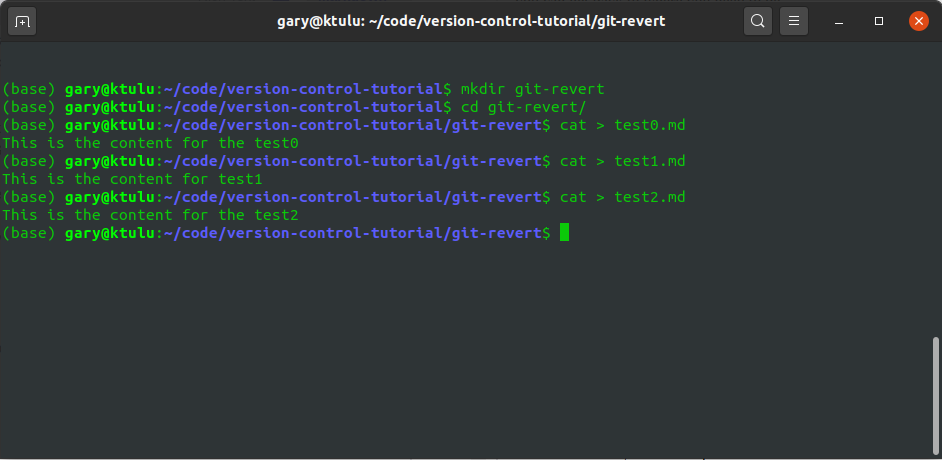 gary@ktulu: ~/code/version-control-tutorial/git-revert
(base) gary@ktulu:~/code/version-control-tutorial$ mkdir git-revert
(base) gary@ktulu:~/code/version-control-tutorial$ cd git-revert/
(base) gary@ktulu:~/code/version-control-tutorial/git-revert$ cat > test0.md
This is the content for the test0
(base) gary@ktulu:~/code/version-control-tutorial/git-revert$ cat > test1.md
This is the content for test1
(base) gary@ktulu:~/code/version-control-tutorial/git-revert$ cat > test2.md
This is the content for the test2
(base) gary@ktulu:~/code/version-control-tutorial/git-revert$